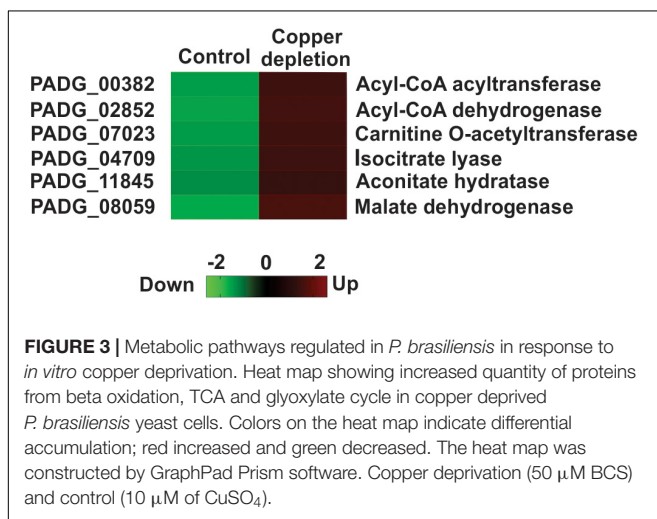 Control
Copper
depletion
PADG_00382 Acyl-CoA acyltransferase
PADG_02852 Acyl-CoA dehydrogenase
PADG_07023 Carnitine O-acetyltransferase
PADG_04709 Isocitrate lyase
PADG_11845 Aconitate hydratase
PADG_08059 Malate dehydrogenase
-2 0 2
Down Up
FIGURE 3 | Metabolic pathways regulated in P. brasiliensis in response to
in vitro copper deprivation. Heat map showing increased quantity of proteins
from beta oxidation, TCA and glyoxylate cycle in copper deprived
P. brasiliensis yeast cells. Colors on the heat map indicate differential
accumulation; red increased and green decreased. The heat map was
constructed by GraphPad Prism software. Copper deprivation (50 μM BCS)
and control (10 μM of CuSO₄).